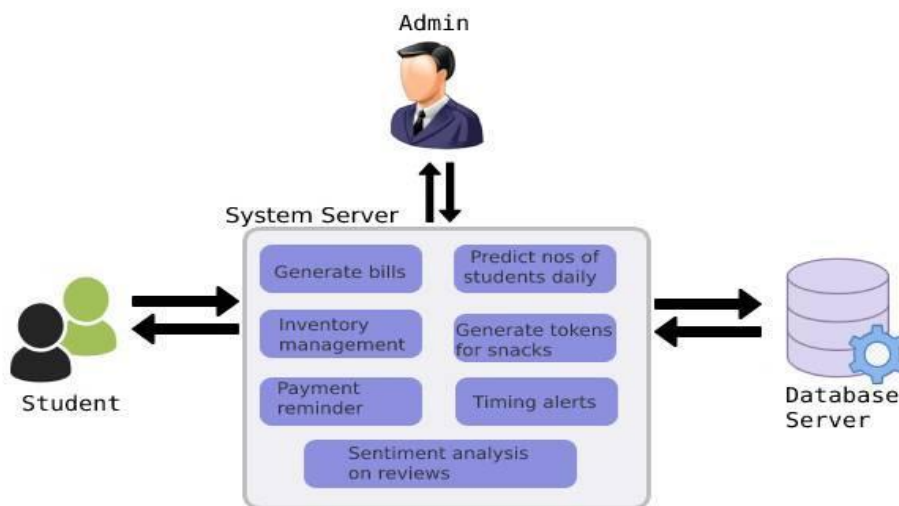 Admin
System Server
Generate bills
Predict nos of
students daily
Inventory
management
Generate tokens
for snacks
Payment
reminder
Timing alerts
Sentiment analysis
on reviews
Student
Database
Server